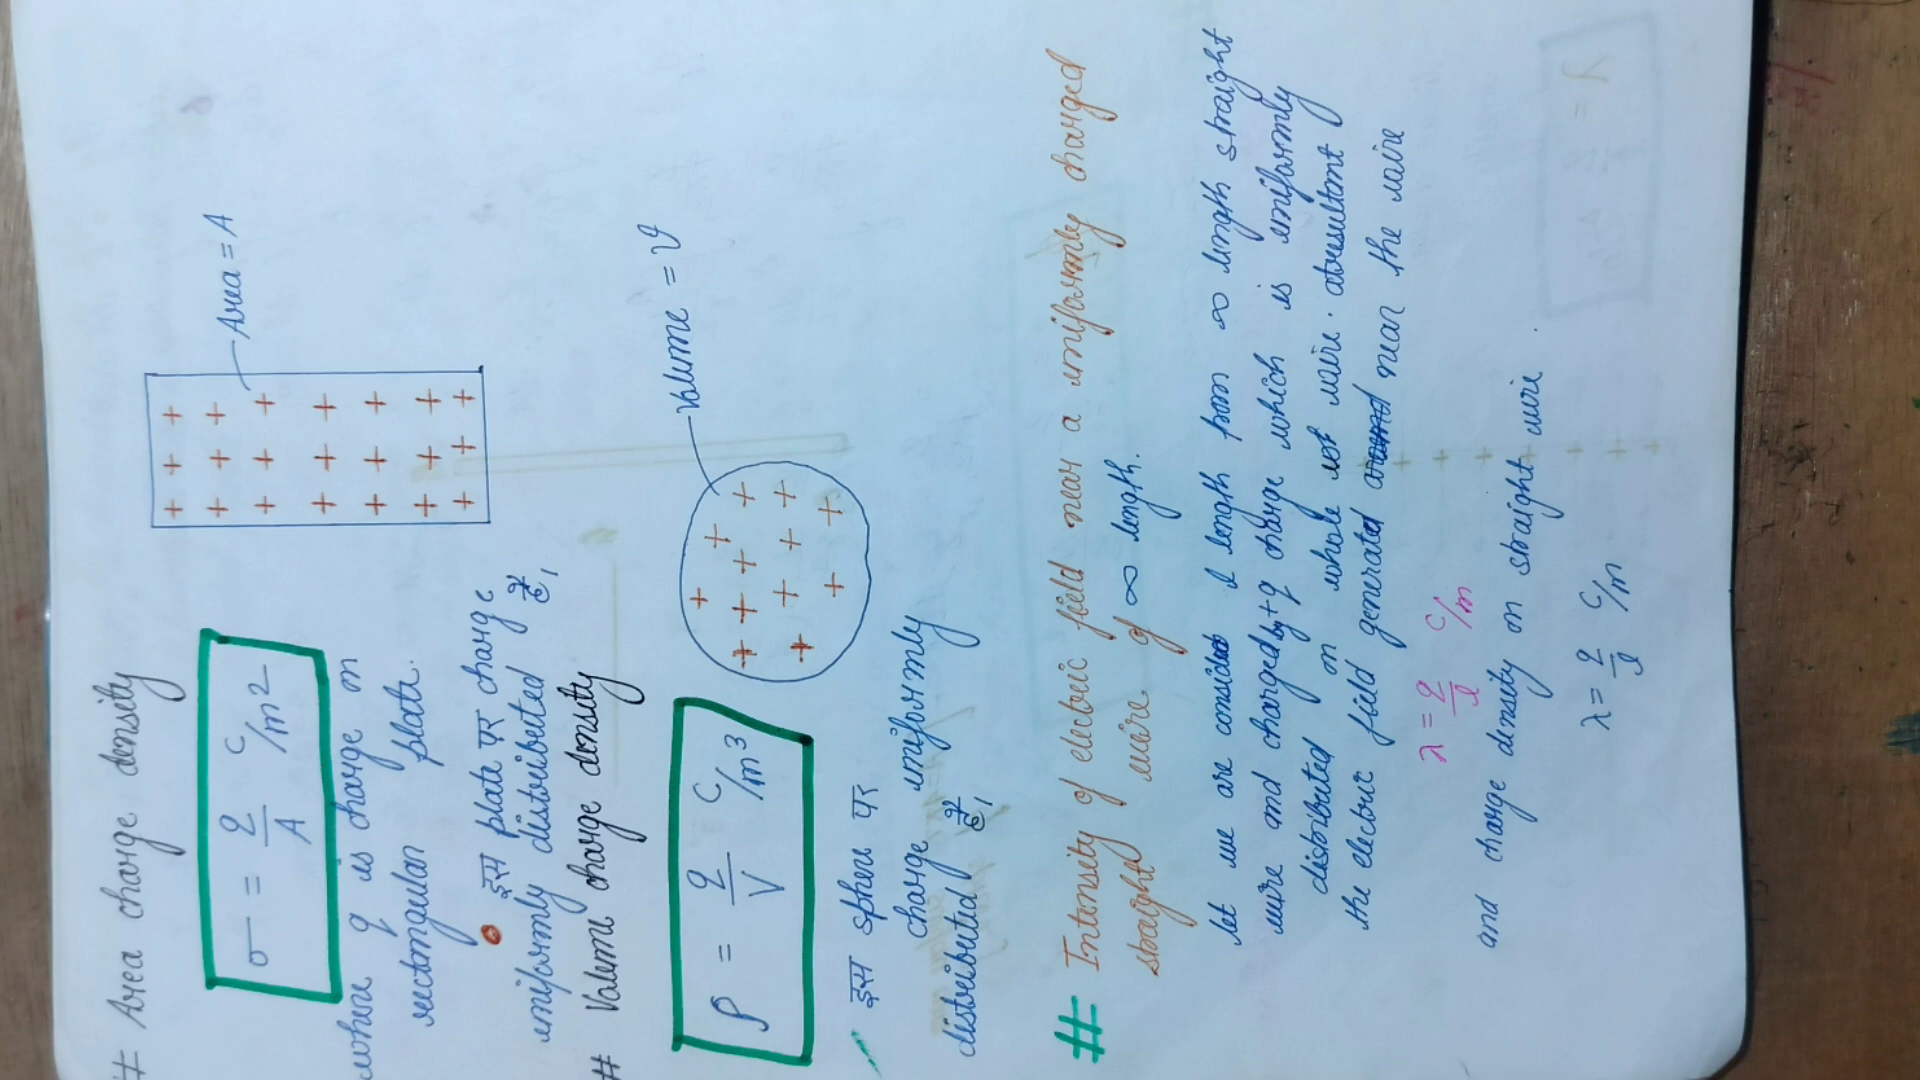 # Area charge density
σ = q/A C/m²
Area = A
where q is charge on
rectangular plate.
इस plate पर charge
uniformly distributed है,
# Valume charge density
ρ = q/V C/m³
Valume = V
इस sphere पर
charge uniformly
distributed है,
# Intensity of electric field near a uniformly charged
straight wire of ∞ length.
let we are consider l length from ∞ length straight
wire and charged by +q charge which is uniformly
distributed on whole wire.
the electric field generated near the wire
λ = q/l C/m
and charge density on straight wire.
λ = q/l C/m